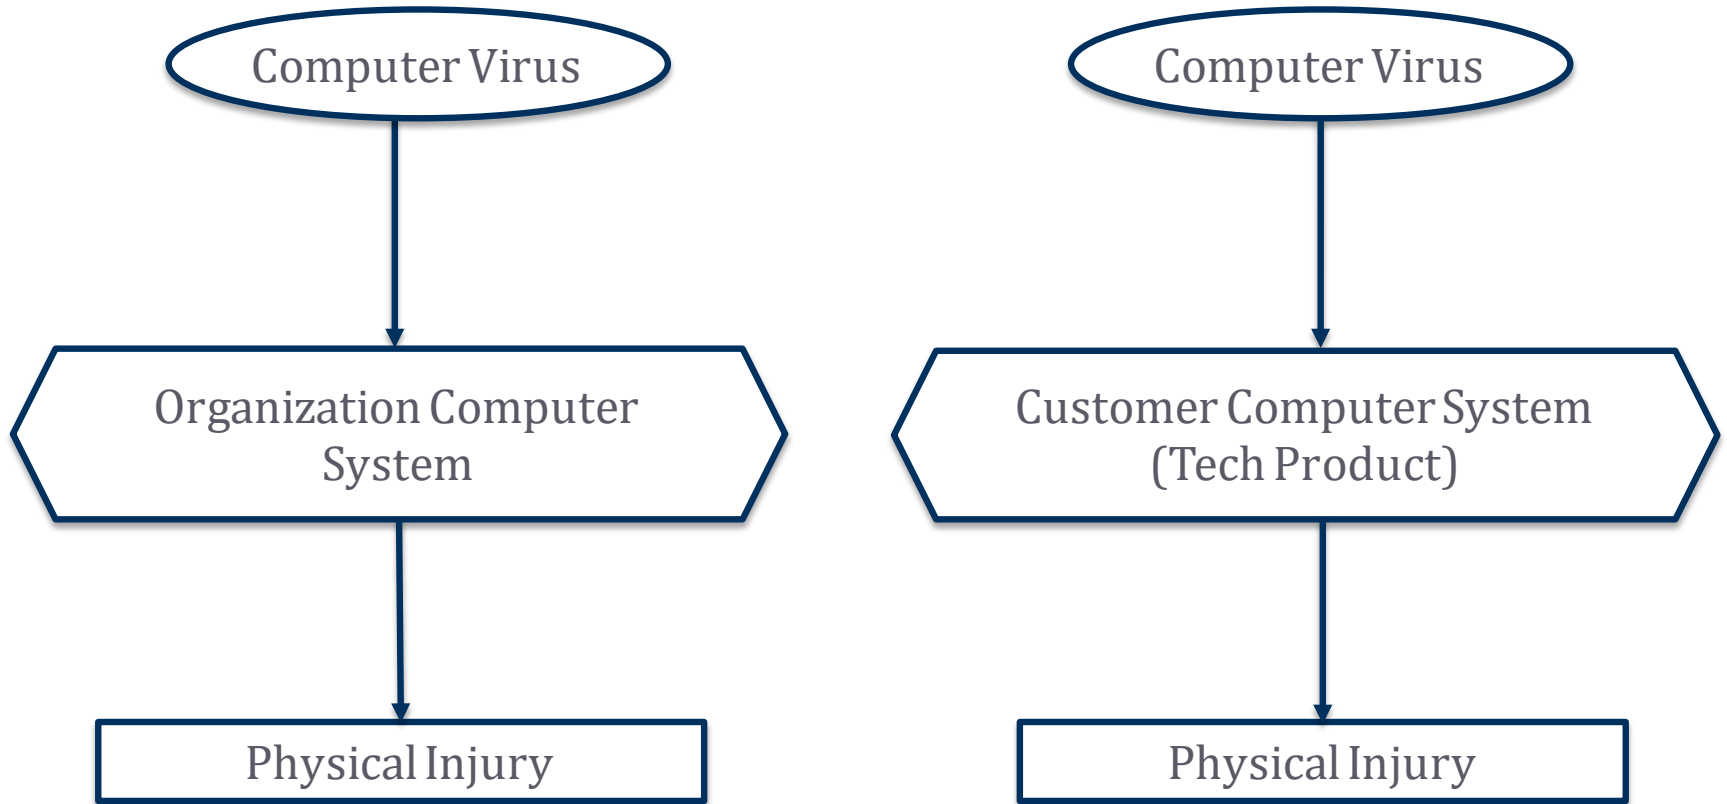 Computer Virus
Computer Virus
Organization Computer
System
Customer Computer System
(Tech Product)
Physical Injury
Physical Injury